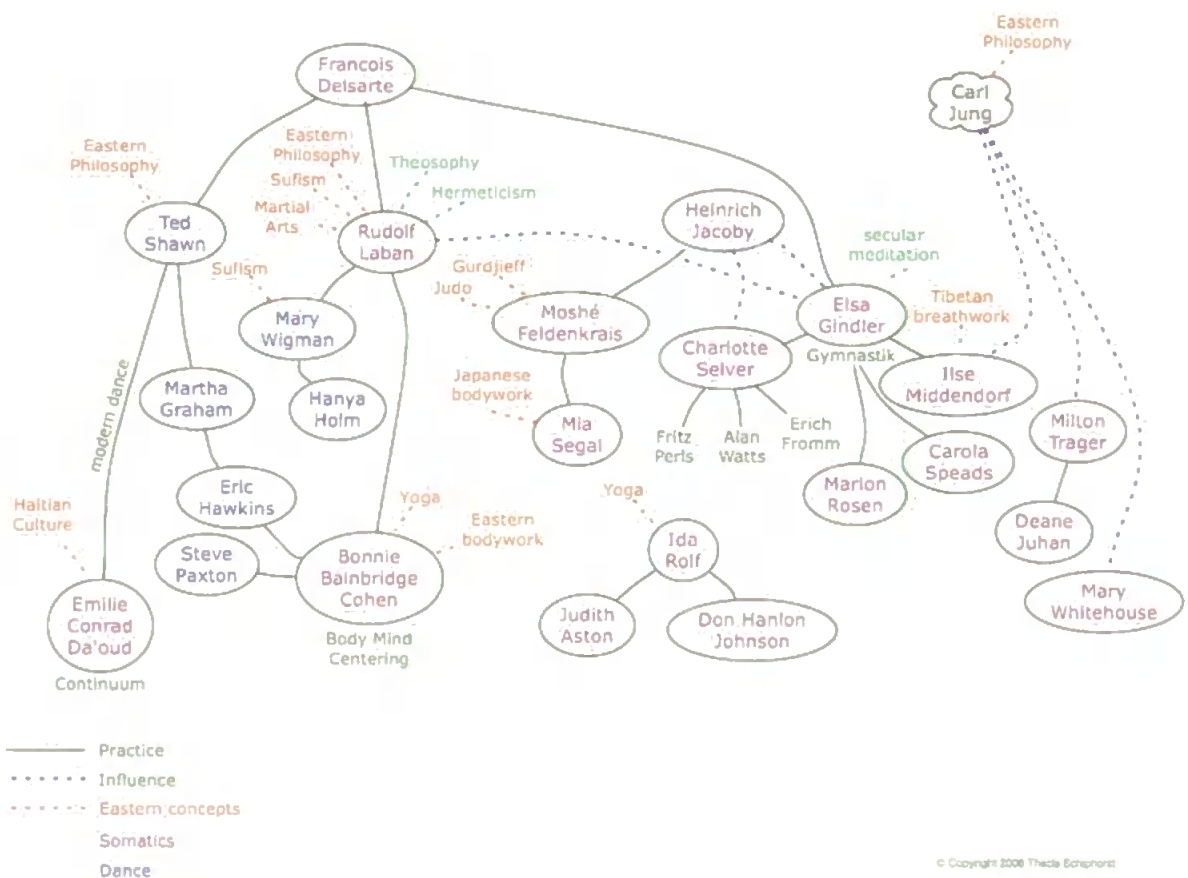 Eastern
Philosophy
Francois
Delsarte
Carl
Jung
Eastern
Philosophy
Eastern
Philosophy
Theosophy
Sufism
Hermeticism
Martial
Arts
Ted
Shawn
Rudolf
Laban
Heinrich
Jacoby
secular
meditation
Sufism
Gurdjieff
Judo
Mary
Wigman
Moshé
Feldenkrais
Elsa
Gindler
Tibetan
breathwork
Charlotte
Selver
Gymnastik
Ilse
Middendorf
modern dance
Martha
Graham
Hanya
Holm
Japanese
bodywork
Mia
Segal
Fritz
Perls
Alan
Watts
Erich
Fromm
Milton
Trager
Carola
Speads
Marion
Rosen
Haitian
Culture
Eric
Hawkins
Yoga
Eastern
bodywork
Yoga
Ida
Rolf
Deane
Juhan
Steve
Paxton
Bonnie
Bainbridge
Cohen
Body Mind
Centering
Emilie
Conrad
Da'oud
Continuum
Judith
Aston
Don Hanlon
Johnson
Mary
Whitehouse
Practice
Influence
Eastern concepts
Somatics
Dance
© Copyright 2008 Thecla Schiphorst